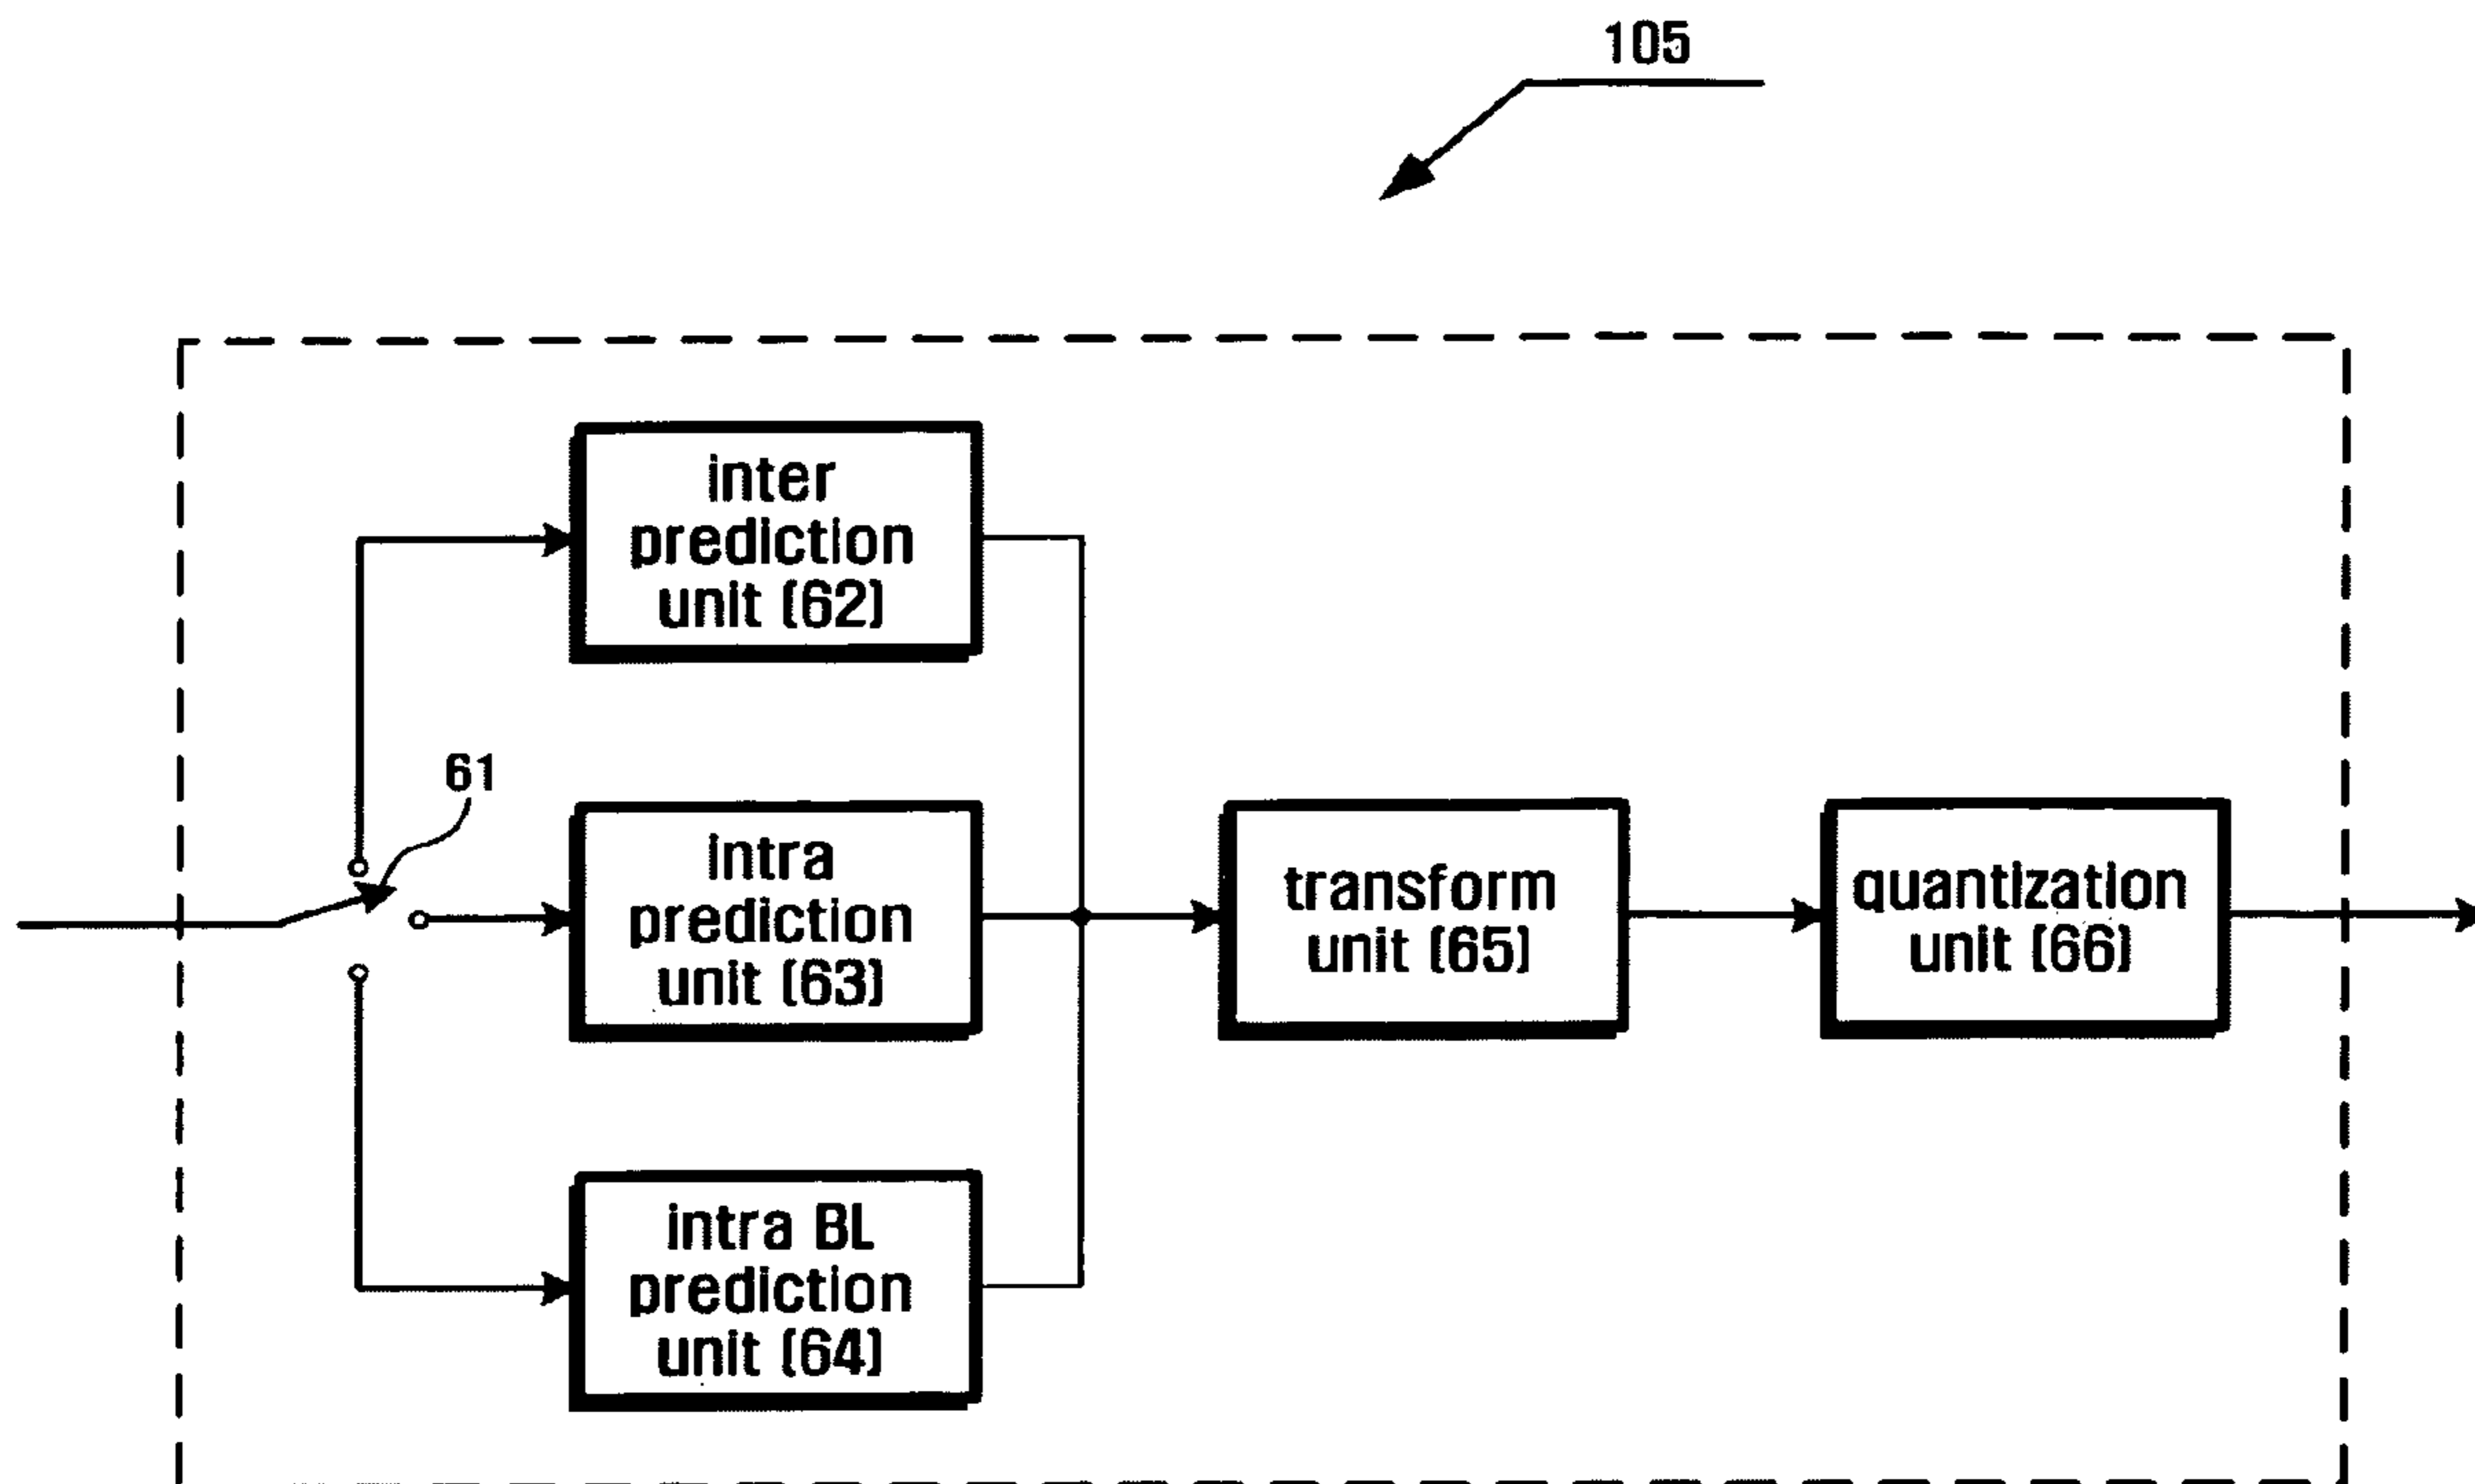 105
inter
prediction
unit (62)
61
intra
prediction
unit (63)
transform
unit (65)
quantization
unit (66)
intra BL
prediction
unit (64)